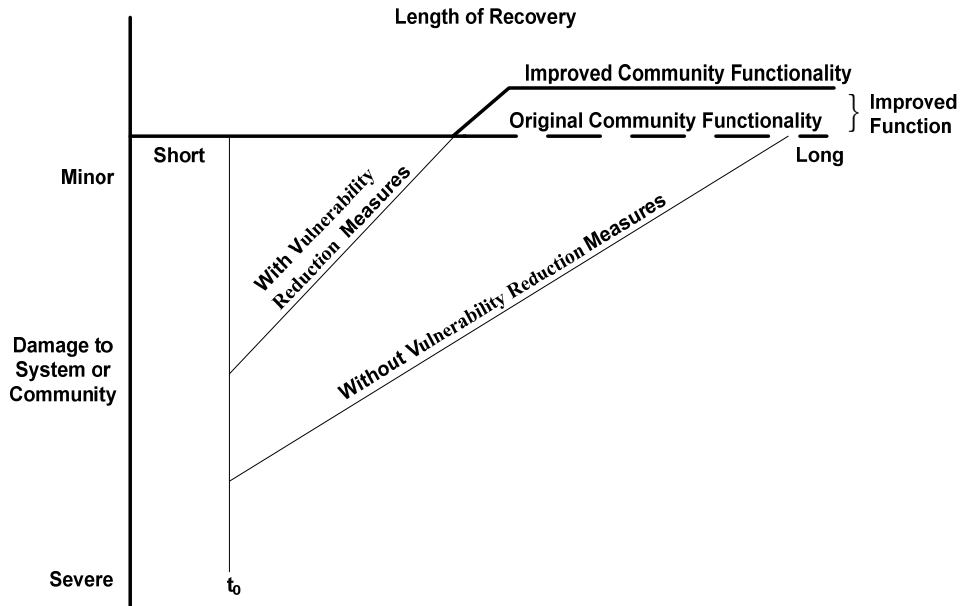 Length of Recovery
Improved Community Functionality
Improved
Function
Original Community Functionality
Short
Long
Minor
With Vulnerability
Reduction Measures
Without Vulnerability Reduction Measures
Damage to
System or
Community
Severe
t₀